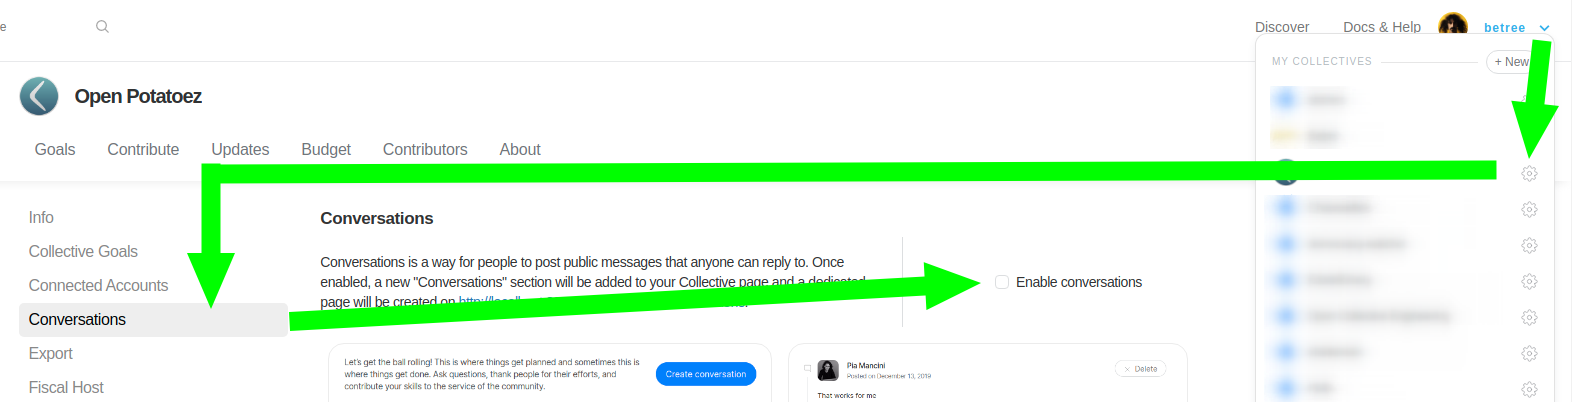 e
Discover Docs & Help betree
MY COLLECTIVES + New
Open Potatoez
Goals Contribute Updates Budget Contributors About
Info
Collective Goals
Connected Accounts
Conversations
Export
Fiscal Host
Conversations
Conversations is a way for people to post public messages that anyone can reply to. Once
enabled, a new "Conversations" section will be added to your Collective page and a dedicated
page will be created on
Enable conversations
Let's get the ball rolling! This is where things get planned and sometimes this is
where things get done. Ask questions, thank people for their efforts, and
contribute your skills to the service of the community.
Create conversation
Pia Mancini
Posted on December 13, 2019
Delete
That works for me